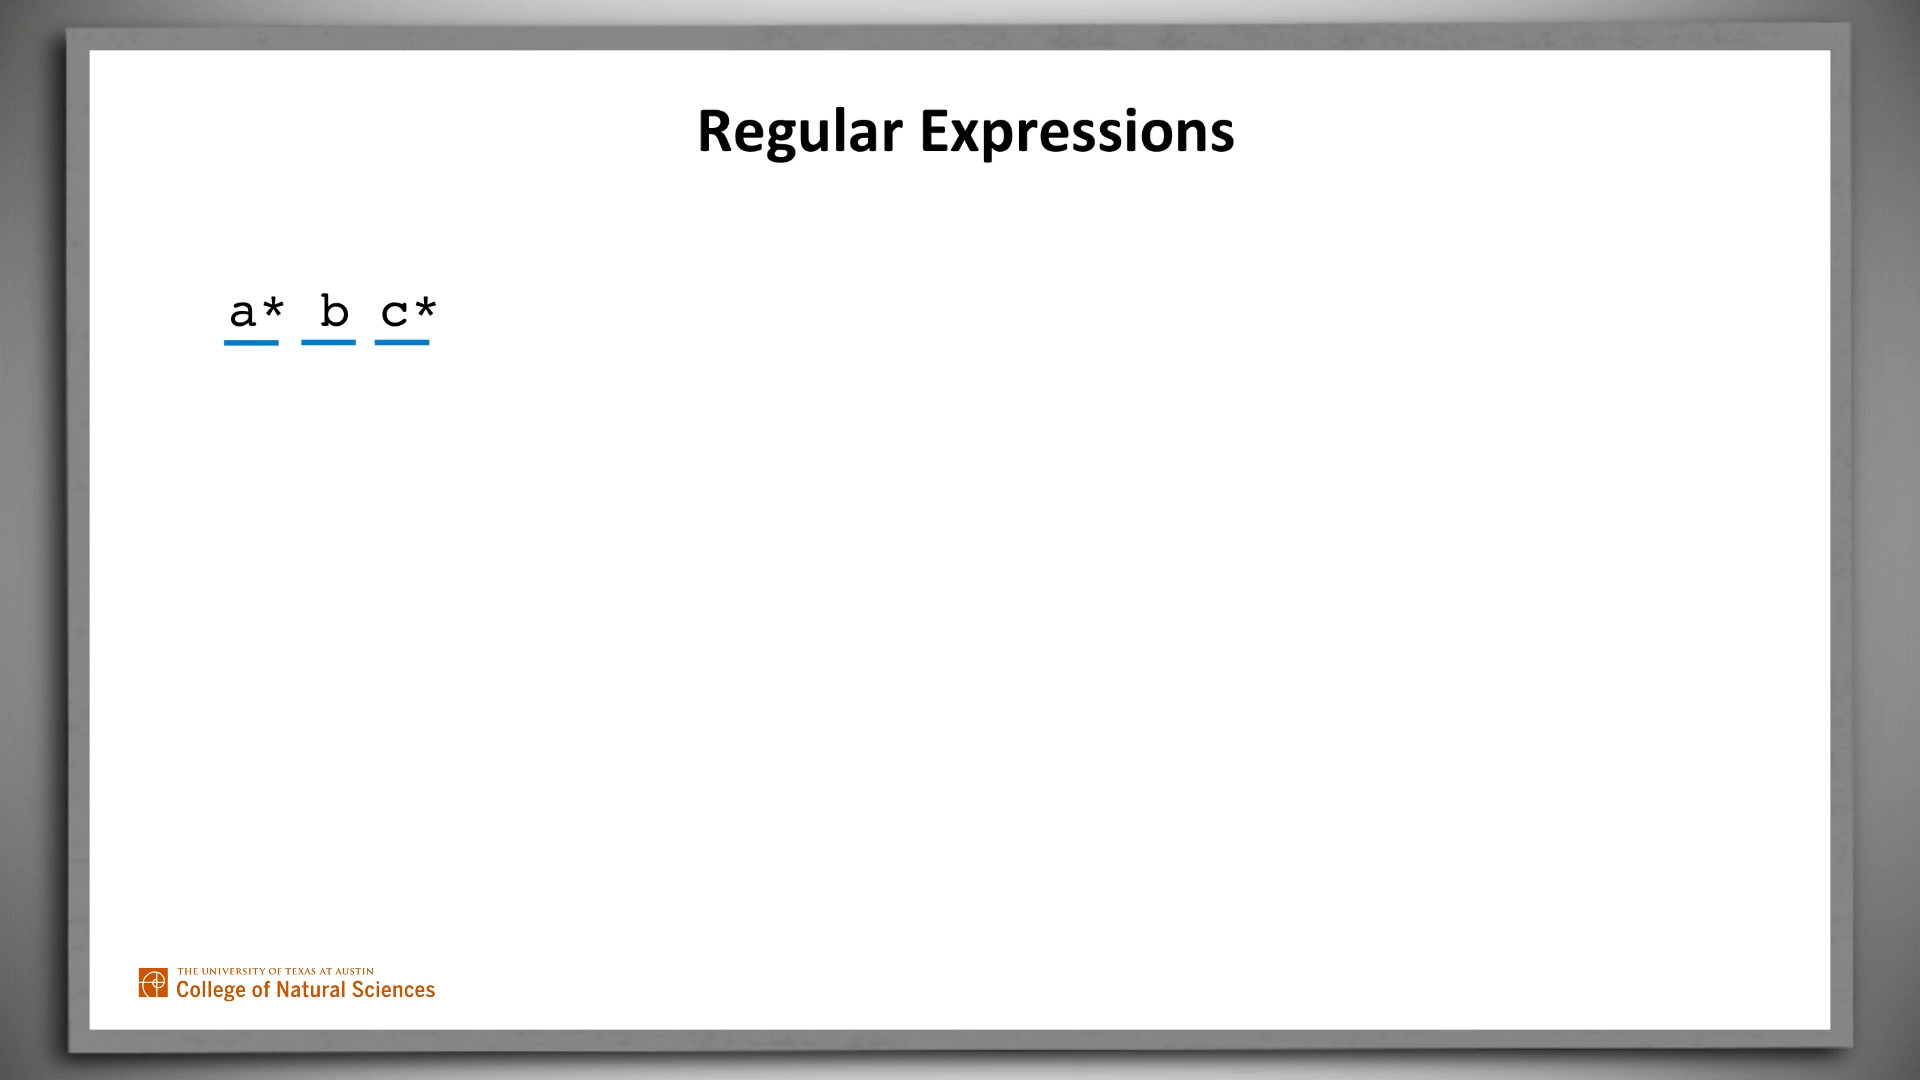 Regular Expressions
a* b c*
THE UNIVERSITY OF TEXAS AT AUSTIN
College of Natural Sciences